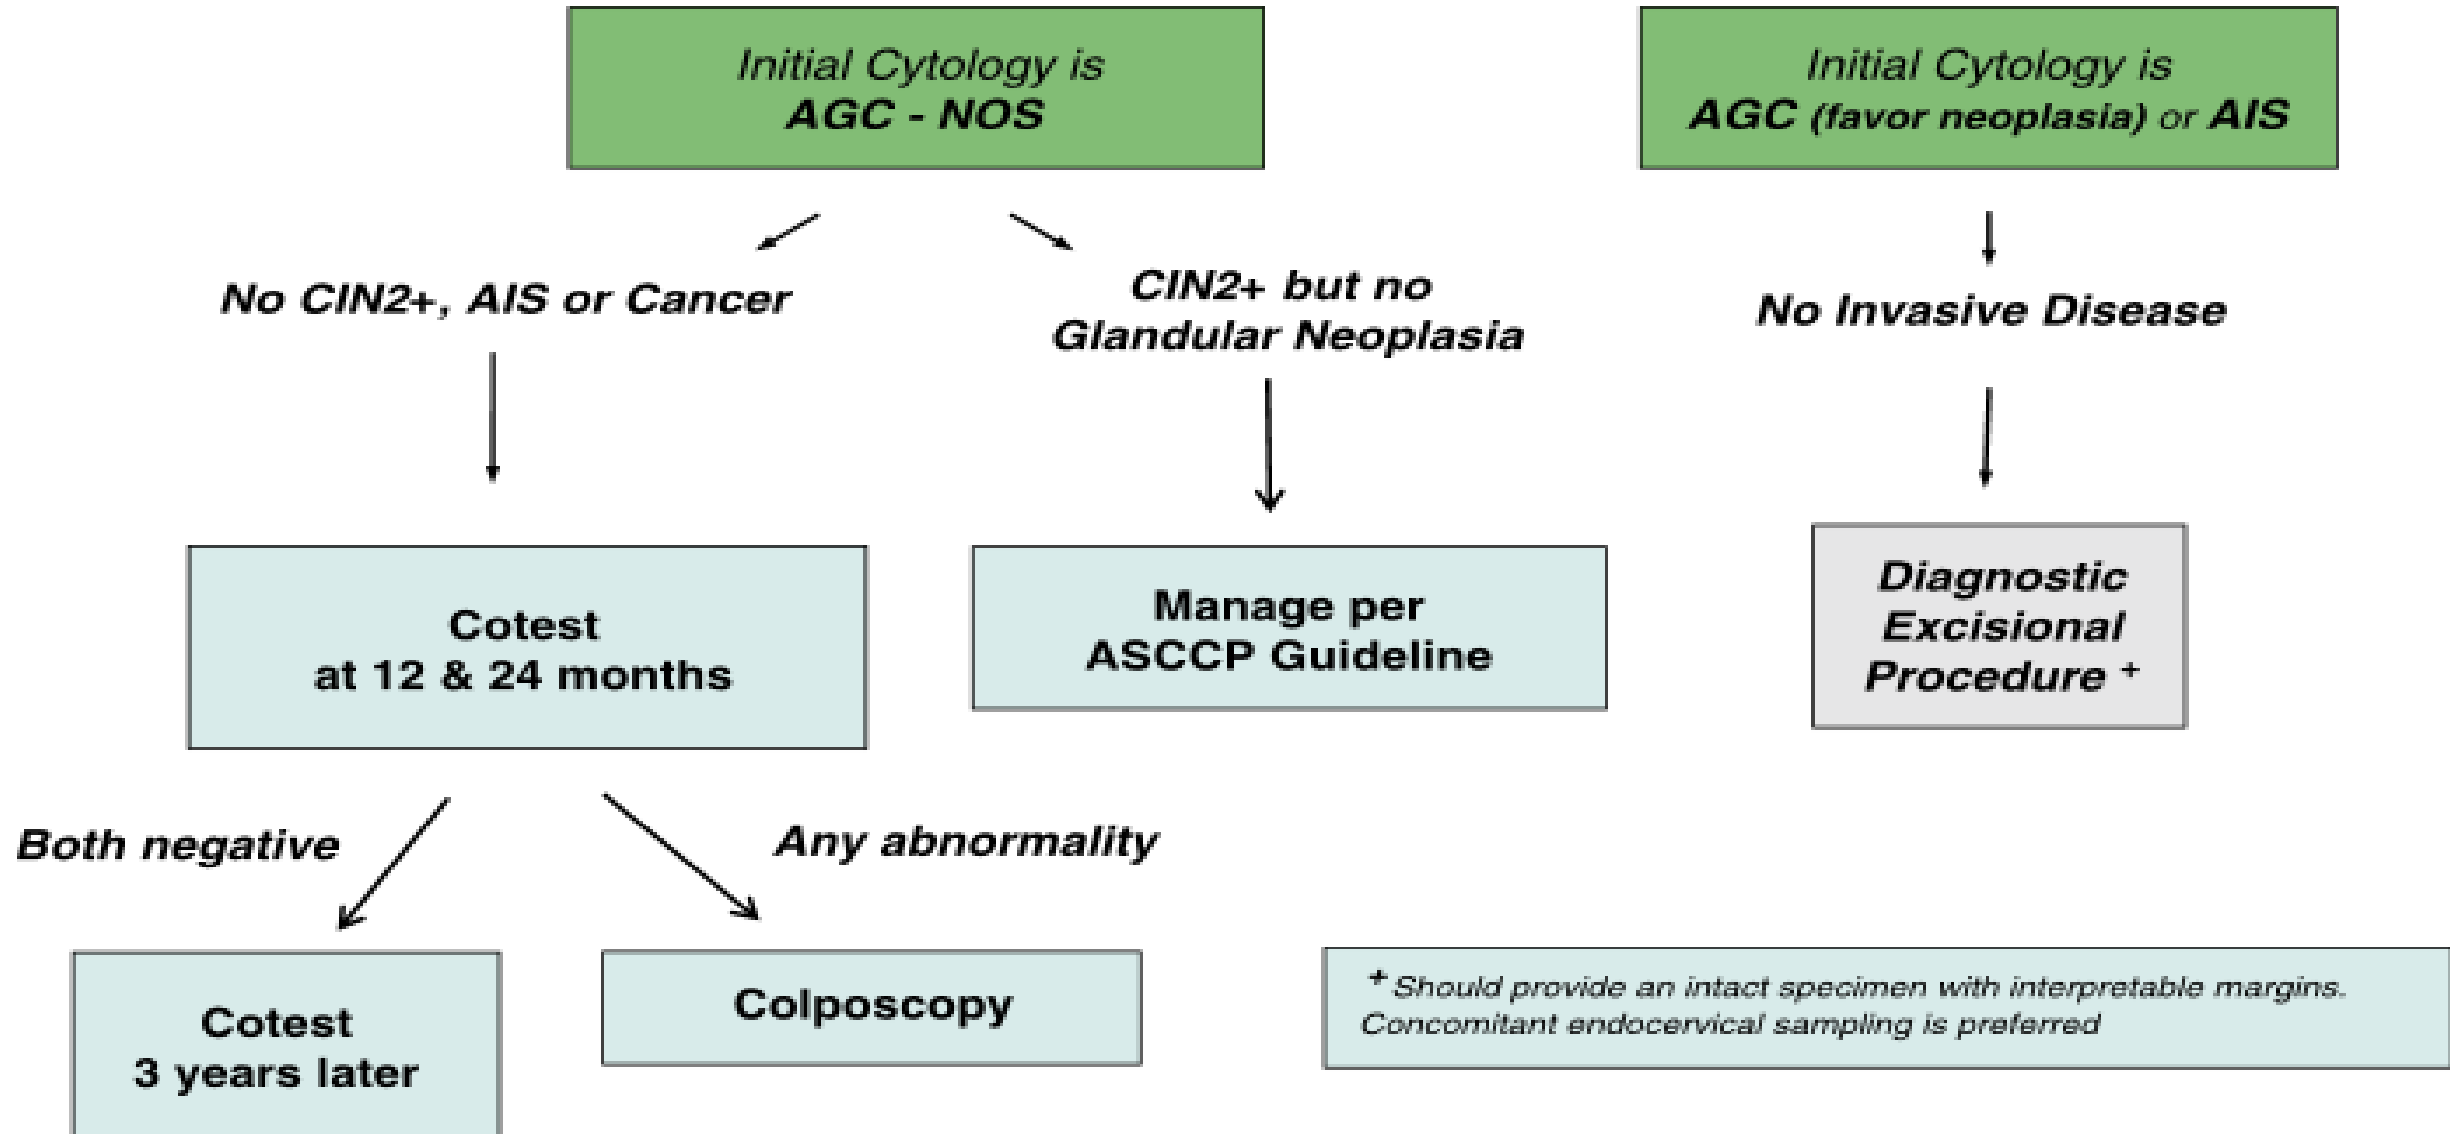 Initial Cytology is
AGC - NOS
Initial Cytology is
AGC (favor neoplasia) or AIS
No CIN2+, AIS or Cancer
CIN2+ but no
Glandular Neoplasia
No Invasive Disease
Cotest
at 12 & 24 months
Manage per
ASCCP Guideline
Diagnostic
Excisional
Procedure +
Both negative
Any abnormality
Cotest
3 years later
Colposcopy
+ Should provide an intact specimen with interpretable margins.
Concomitant endocervical sampling is preferred